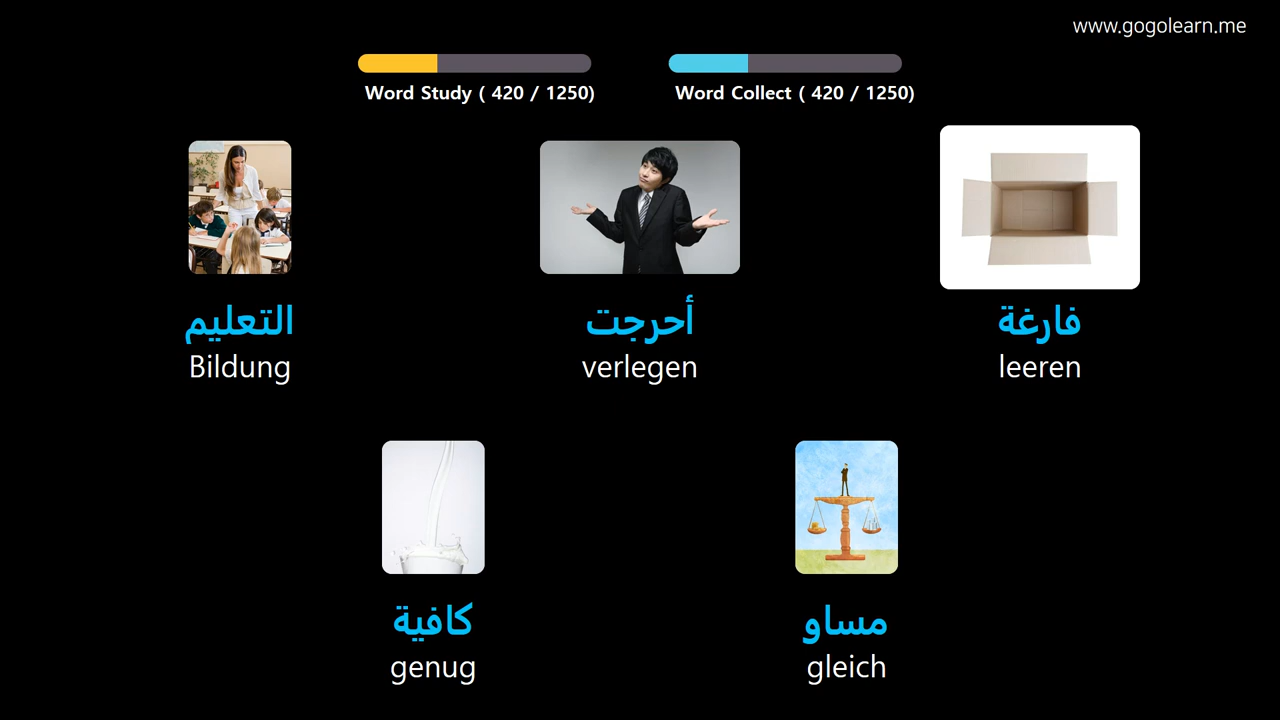 www.gogolearn.me
Word Study ( 420 / 1250)
Word Collect ( 420 / 1250)
التعليم
Bildung
أحرجت
verlegen
فارغة
leeren
كافية
genug
مساو
gleich